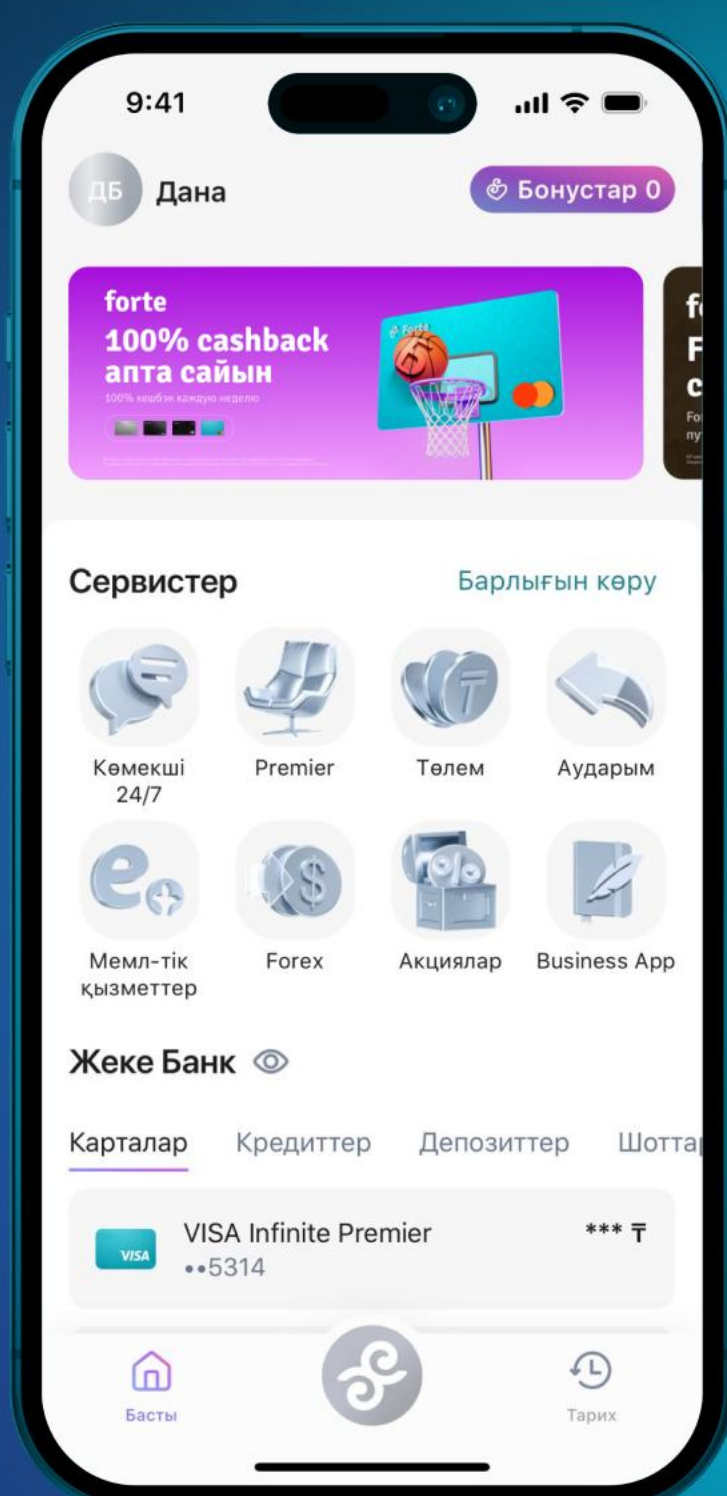 9:41
ДБ
Дана
Бонустар 0
forte
100% cashback
апта сайын
100% кешбэк каждую неделю
Forte
Сервистер
Барлығын көру
Көмекші
24/7
Premier
Төлем
Аударым
Мемл-тік
қызметтер
Forex
Акциялар
Business App
Жеке Банк
Карталар
Кредиттер
Депозиттер
VISA
VISA Infinite Premier
*** ₸
••5314
Басты
Тарих